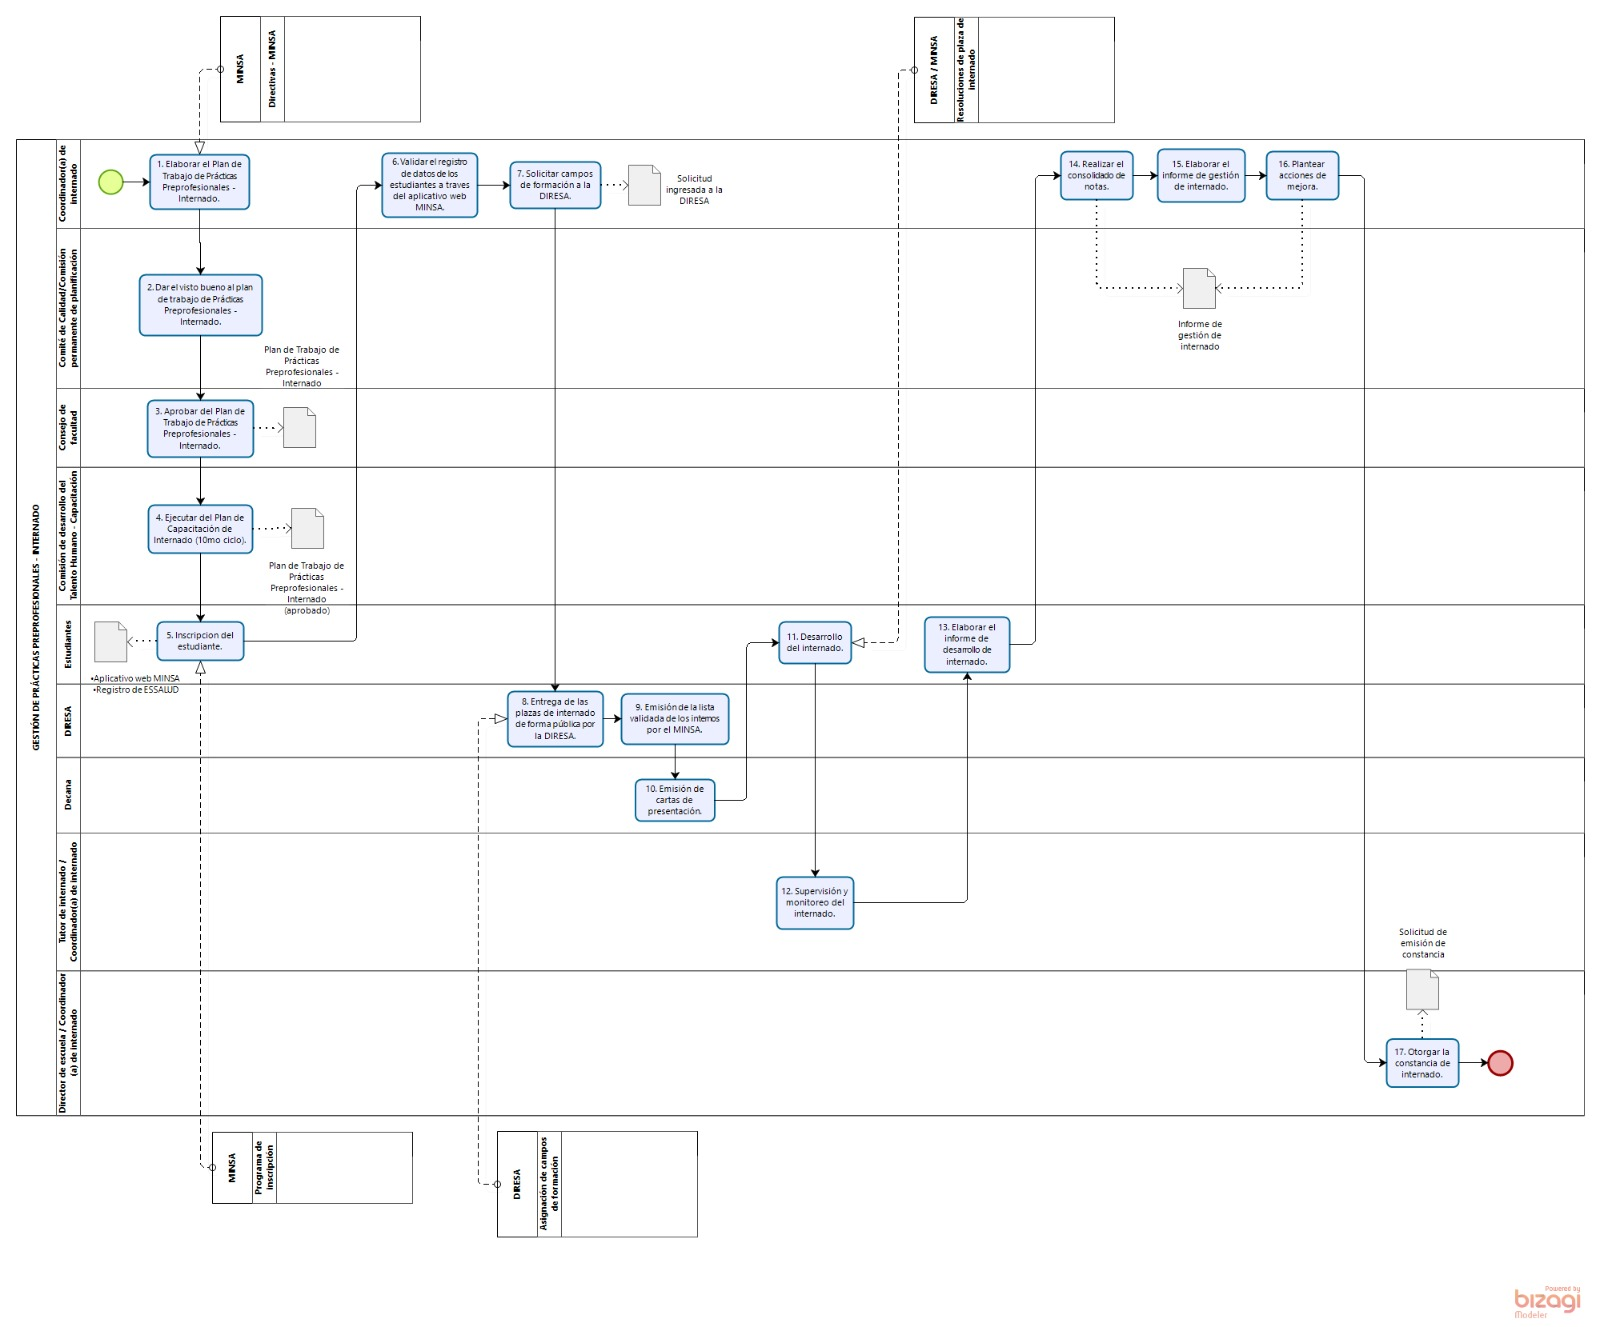 MINSA
Directivas - MINSA
DIRESA / MINSA
Resoluciones de plaza de
internado
GESTIÓN DE PRÁCTICAS PREPROFESIONALES - INTERNADO
Coordinador(a) de
internado
1. Elaborar el Plan de
Trabajo de Prácticas
Preprofesionales -
Internado.
6. Validar el registro
de datos de los
estudiantes a traves
del aplicativo web
MINSA.
7. Solicitar campos
de formación a la
DIRESA.
Solicitud
ingresada a la
DIRESA
14. Realizar el
consolidado de
notas.
15. Elaborar el
informe de gestión
de internado.
16. Plantear
acciones de
mejora.
Comité de Calidad/Comisión
permanente de planificación
2. Dar el visto bueno al plan
de trabajo de Prácticas
Preprofesionales -
Internado.
Informe de
gestión de
internado
Plan de Trabajo de
Prácticas
Preprofesionales -
Internado
Consejo de
facultad
3. Aprobar del Plan de
Trabajo de Prácticas
Preprofesionales -
Internado.
Comisión de desarrollo del
Talento Humano - Capacitación
4. Ejecutar del Plan de
Capacitación de
Internado (10mo ciclo).
Plan de Trabajo de
Prácticas
Preprofesionales -
Internado
(aprobado)
Estudiantes
5. Inscripcion del
estudiante.
•Aplicativo web MINSA
•Registro de ESSALUD
11. Desarrollo
del internado.
13. Elaborar el
informe de
desarrollo de
internado.
DIRESA
8. Entrega de las
plazas de internado
de forma pública por
la DIRESA.
9. Emisión de la lista
validada de los internos
por el MINSA.
Decana
10. Emisión de
cartas de
presentación.
Tutor de internado /
Coordinador(a) de internado
12. Supervisión y
monitoreo del
internado.
Solicitud de
emisión de
constancia
Director de escuela / Coordinador
(a) de internado
17. Otorgar la
constancia de
internado.
MINSA
Programa de
inscripción
DIRESA
Asignación de campos
de formación
Powered by
bizagi
Modeler